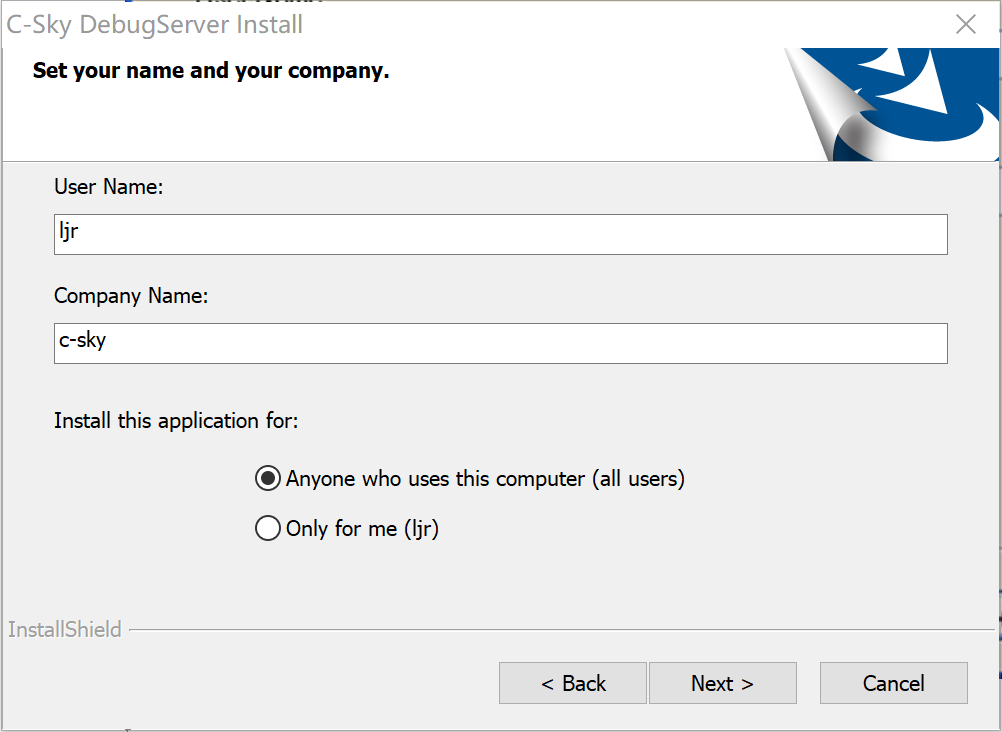 C-Sky DebugServer Install
Set your name and your company.
User Name:
ljr
Company Name:
c-sky
Install this application for:
Anyone who uses this computer (all users)
Only for me (ljr)
InstallShield
< Back
Next >
Cancel